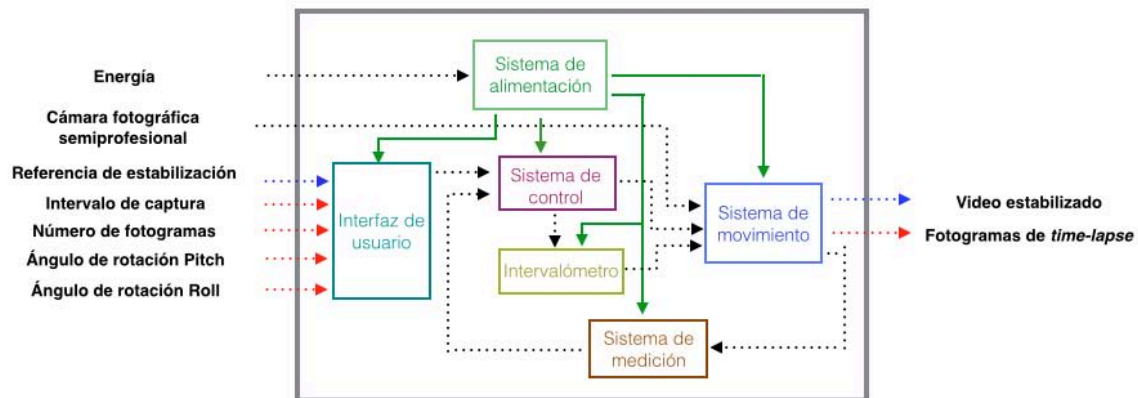 Energía
Cámara fotográfica
semiprofesional
Referencia de estabilización
Intervalo de captura
Número de fotogramas
Ángulo de rotación Pitch
Ángulo de rotación Roll
Sistema de
alimentación
Interfaz de
usuario
Sistema de
control
Intervalómetro
Sistema de
medición
Sistema de
movimiento
Video estabilizado
Fotogramas de time-lapse